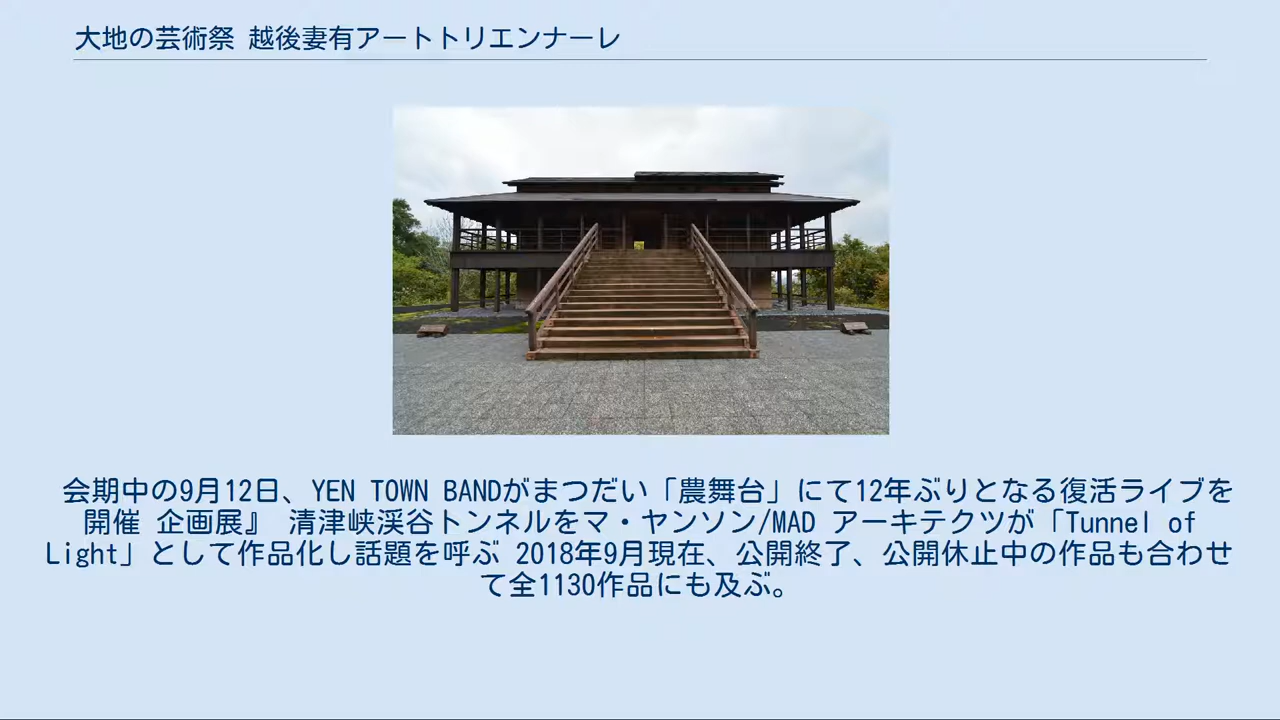 大地の芸術祭 越後妻有アートトリエンナーレ
会期中の9月12日、YEN TOWN BANDがまつだい「農舞台」にて12年ぶりとなる復活ライブを
開催 企画展』 清津峡渓谷トンネルをマ・ヤンソン/MAD アーキテクツが「Tunnel of
Light」として作品化し話題を呼ぶ 2018年9月現在、公開終了、公開休止中の作品も合わせ
て全1130作品にも及ぶ。